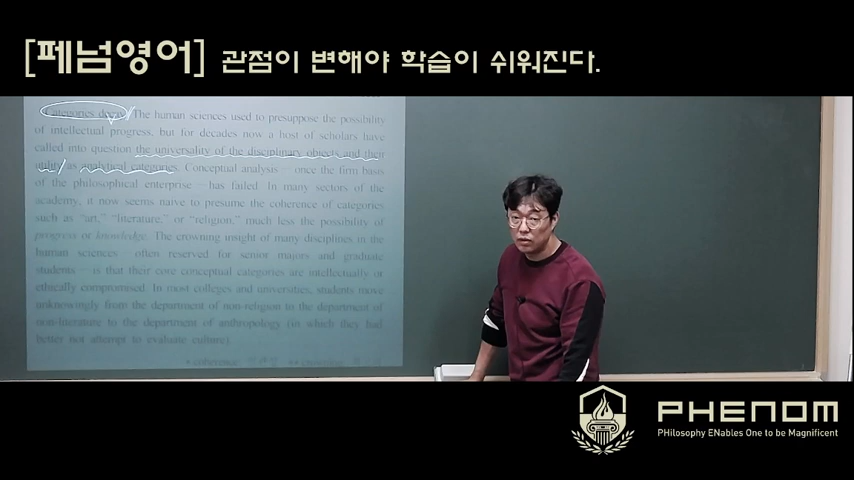 [페넘영어] 관점이 변해야 학습이 쉬워진다.
Categories decay. The human sciences used to presuppose the possibility
of intellectual progress, but for decades now a host of scholars have
called into question the universality of the disciplinary objects and their
utility as analytical categories. Conceptual analysis—once the firm basis
of the philosophical enterprise—has failed. In many sectors of the
academy, it now seems naive to presume the coherence of categories
such as "art," "literature," or "religion," much less the possibility of
progress or knowledge. The crowning insight of many disciplines in the
human sciences—often reserved for senior majors and graduate
students—is that their core conceptual categories are intellectually or
ethically compromised. In most colleges and universities, students move
unknowingly from the department of non-religion to the department of
non-literature to the department of anthropology (in which they had
better not attempt to evaluate culture).
coherence
PHENOM
PHilosophy ENables One to be Magnificent